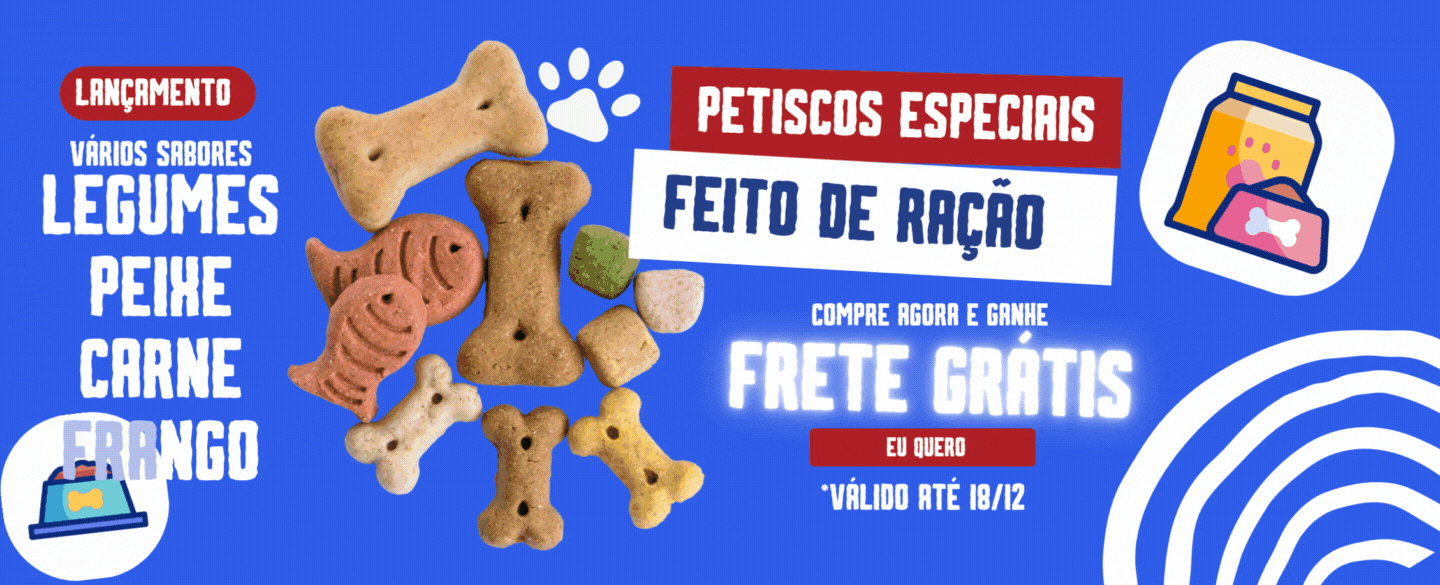 LANÇAMENTO
VÁRIOS SABORES
LEGUMES
PEIXE
CARNE
FRANGO
PETISCOS ESPECIAIS
FEITO DE RAÇÃO
COMPRE AGORA E GANHE
FRETE GRÁTIS
EU QUERO
*VÁLIDO ATÉ 18/12